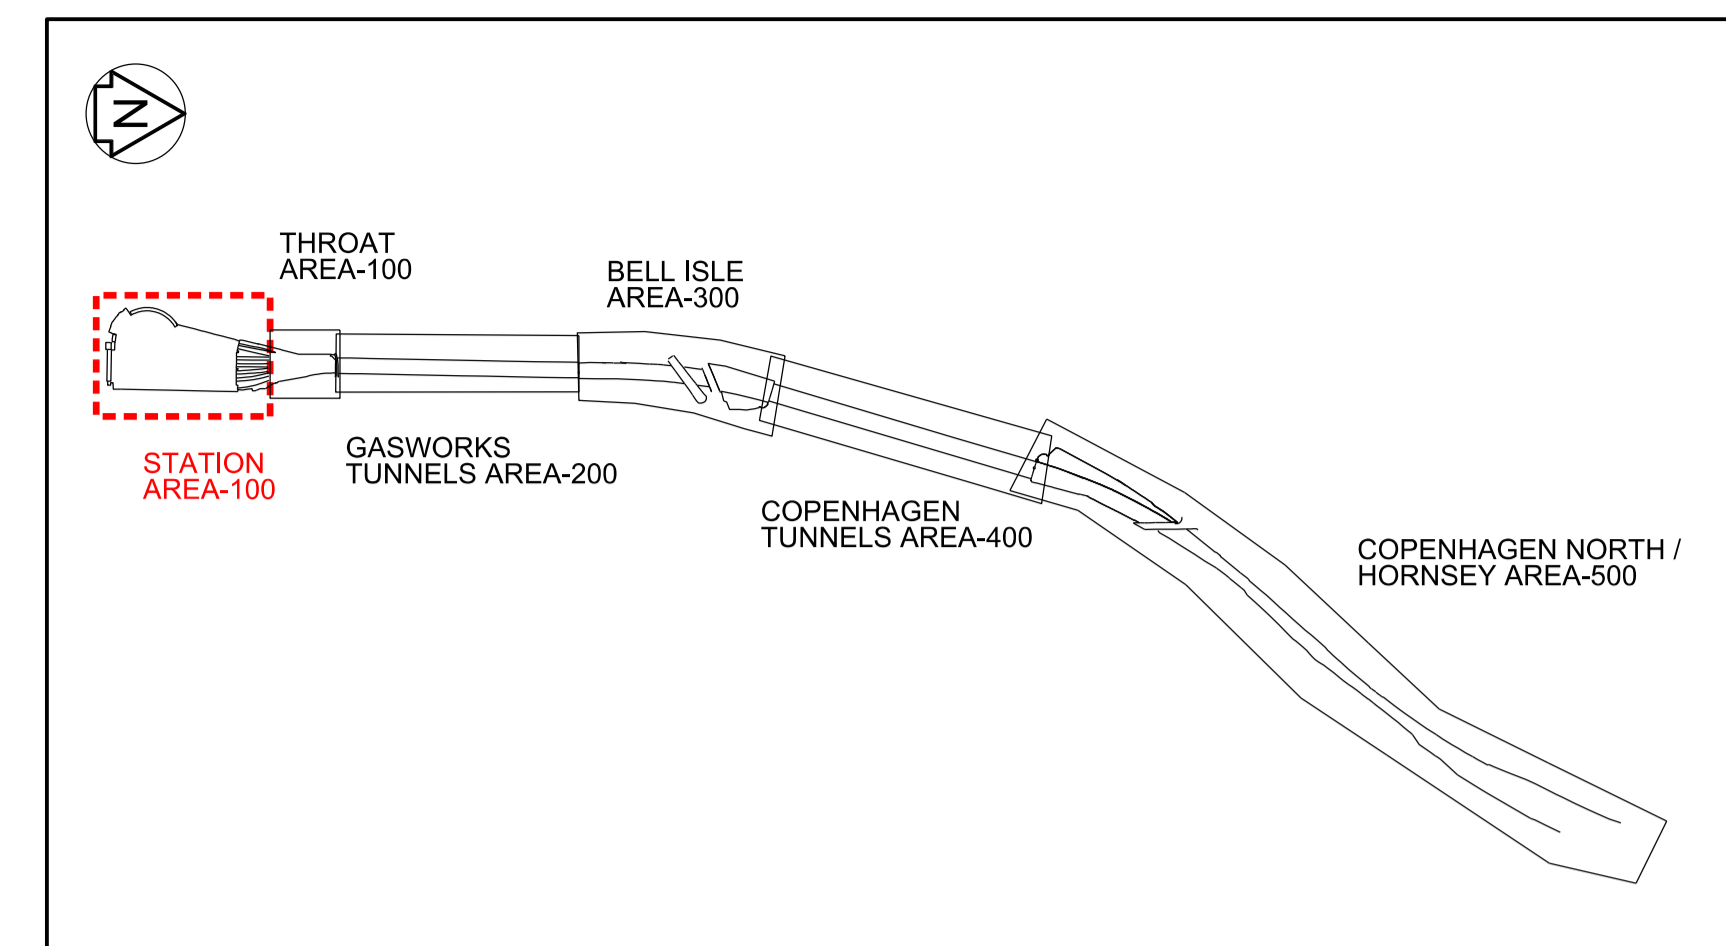 N
THROAT
AREA-100
BELL ISLE
AREA-300
STATION
AREA-100
GASWORKS
TUNNELS AREA-200
COPENHAGEN
TUNNELS AREA-400
COPENHAGEN NORTH /
HORNSEY AREA-500